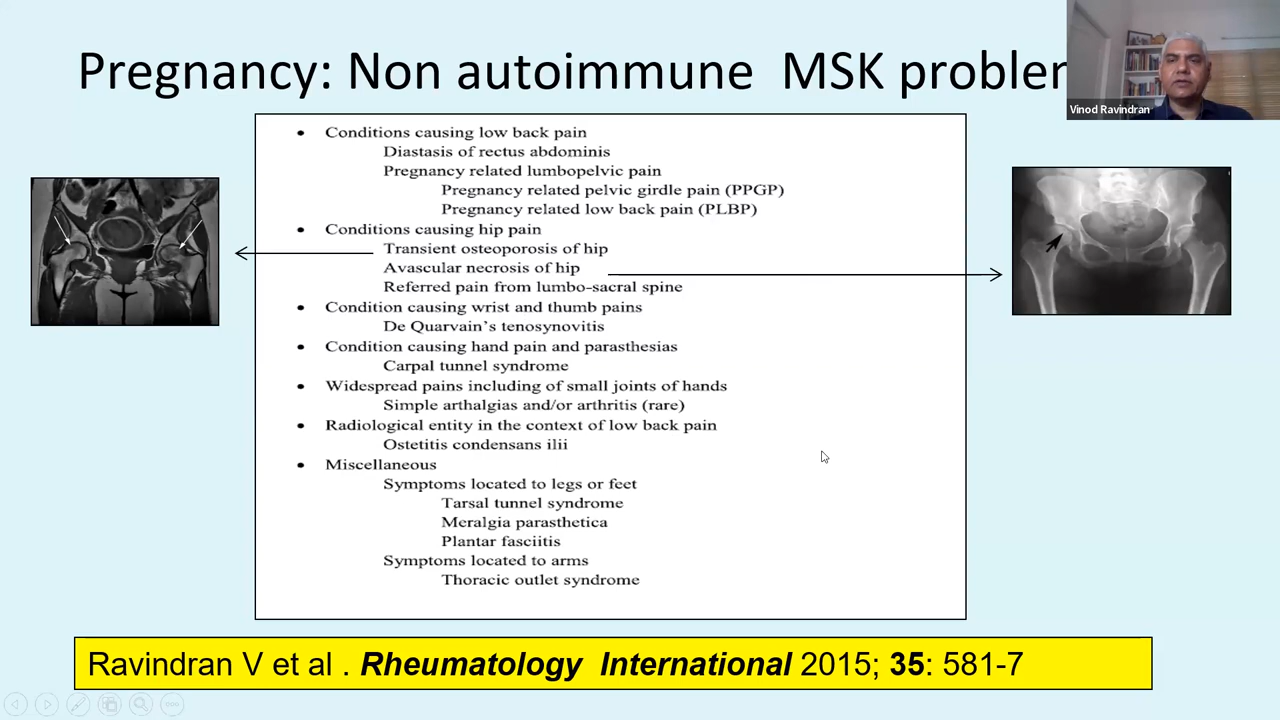 Pregnancy: Non autoimmune MSK
Vinod Ravindran
• Conditions causing low back pain
Diastasis of rectus abdominis
Pregnancy related lumbopelvic pain
Pregnancy related pelvic girdle pain (PPGP)
Pregnancy related low back pain (PLBP)
• Conditions causing hip pain
Transient osteoporosis of hip
Avascular necrosis of hip
Referred pain from lumbo-sacral spine
• Condition causing wrist and thumb pains
De Quarvain's tenosynovitis
• Condition causing hand pain and parasthesias
Carpal tunnel syndrome
• Widespread pains including of small joints of hands
Simple arthalgias and/or arthritis (rare)
• Radiological entity in the context of low back pain
Ostetitis condensans ilii
• Miscellaneous
Symptoms located to legs or feet
Tarsal tunnel syndrome
Meralgia parasthetica
Plantar fasciitis
Symptoms located to arms
Thoracic outlet syndrome
Ravindran V et al . Rheumatology International 2015; 35: 581-7